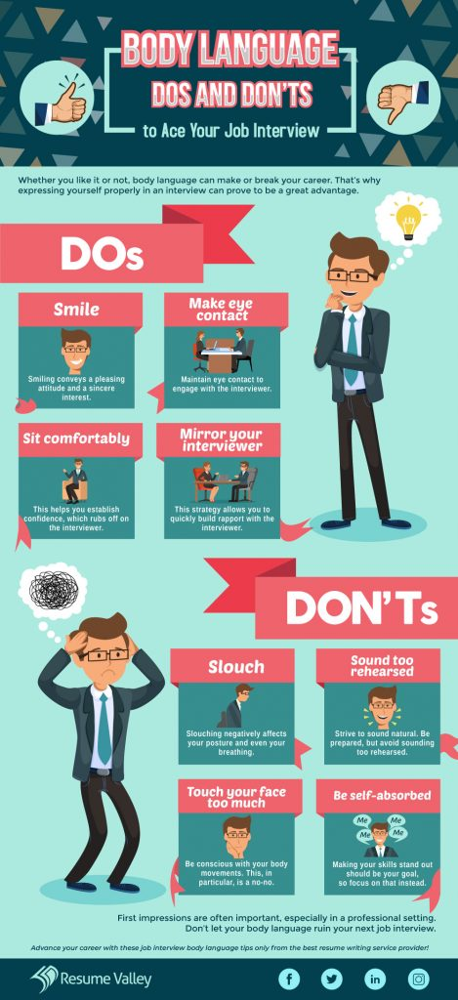 BODY LANGUAGE
DOS AND DON'TS
to Ace Your Job Interview
Whether you like it or not, body language can make or break your career. That's why
expressing yourself properly in an interview can prove to be a great advantage.
DOs
Smile
Smiling conveys a pleasing
attitude and a sincere
interest.
Make eye
contact
Maintain eye contact to
engage with the interviewer.
Sit comfortably
This helps you establish
confidence, which rubs off on
the interviewer.
Mirror your
interviewer
This strategy allows you to
quickly build rapport with the
interviewer.
DON'Ts
Slouch
Slouching negatively affects
your posture and even your
breathing.
Sound too
rehearsed
Strive to sound natural. Be
prepared, but avoid sounding
too rehearsed.
Touch your face
too much
Be conscious with your body
movements. This, in
particular, is a no-no.
Be self-absorbed
Me
Me
Me
Me
Making your skills stand out
should be your goal,
so focus on that instead.
First impressions are often important, especially in a professional setting.
Don't let your body language ruin your next job interview.
Advance your career with these job interview body language tips only from the best resume writing service provider!
Resume Valley